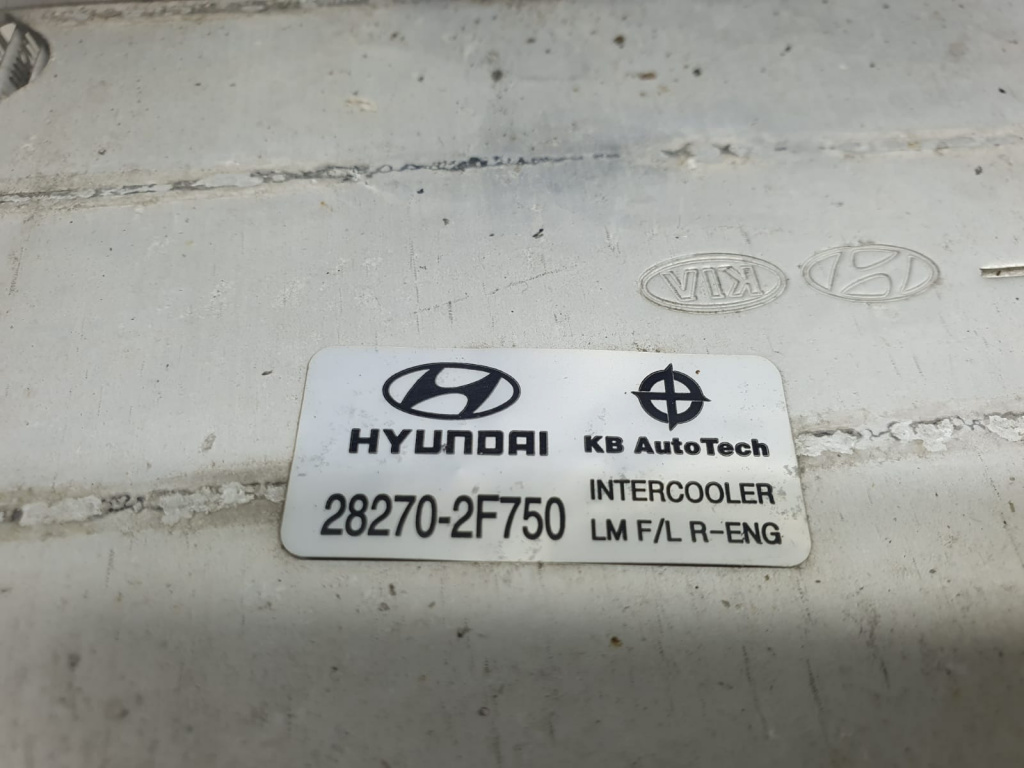 KIA
HYUNDAI
KB AutoTech
28270-2F750
INTERCOOLER
LM F/L R-ENG